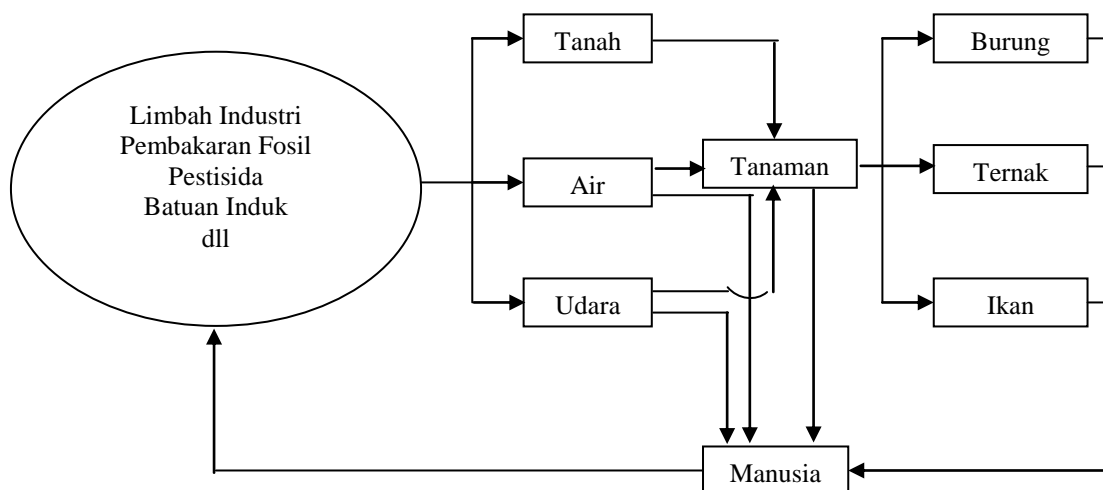 Limbah Industri
Pembakaran Fosil
Pestisida
Batuan Induk
dll
Tanah
Air
Udara
Tanaman
Burung
Ternak
Ikan
Manusia